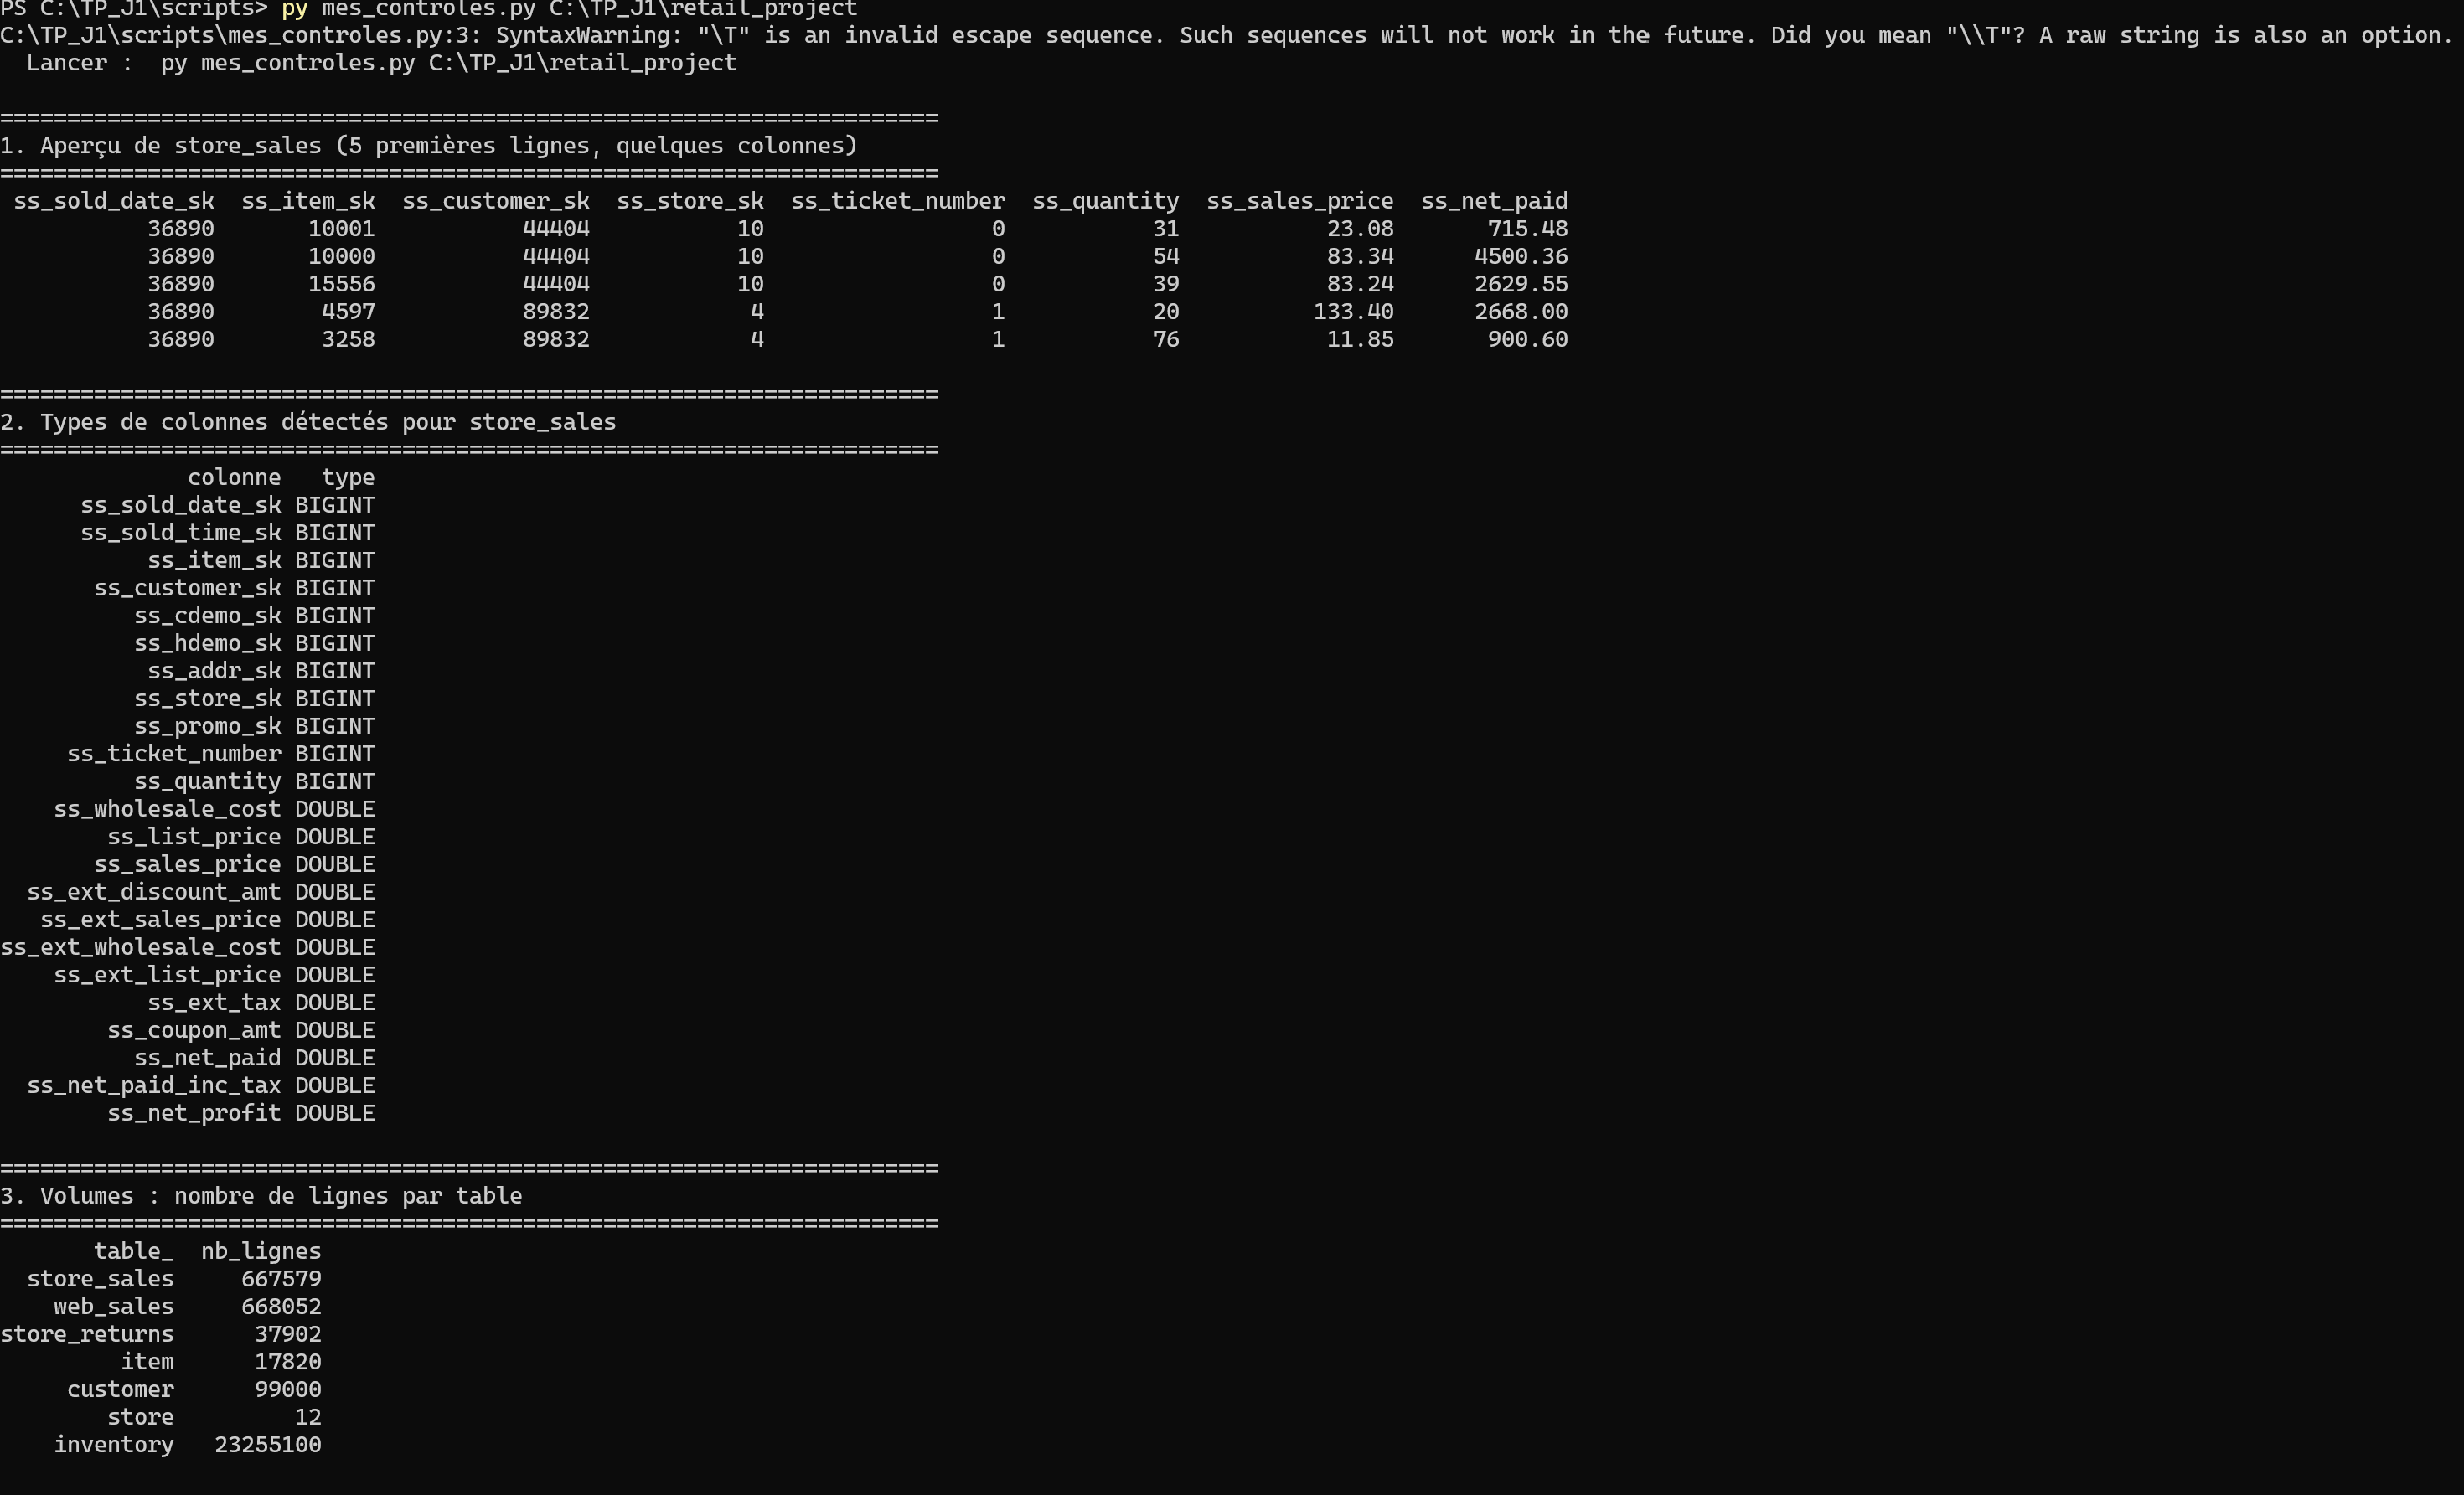 PS C:\TP_J1\scripts> py mes_controles.py C:\TP_J1\retail_project
C:\TP_J1\scripts\mes_controles.py:3: SyntaxWarning: "\T" is an invalid escape sequence. Such sequences will not work in the future. Did you mean "\\T"? A raw string is also an option.
  Lancer :  py mes_controles.py C:\TP_J1\retail_project

======================================================================
1. Aperçu de store_sales (5 premières lignes, quelques colonnes)
======================================================================
 ss_sold_date_sk  ss_item_sk  ss_customer_sk  ss_store_sk  ss_ticket_number  ss_quantity  ss_sales_price  ss_net_paid
           36890       10001           44404           10                 0           31           23.08       715.48
           36890       10000           44404           10                 0           54           83.34      4500.36
           36890       15556           44404           10                 0           39           83.24      2629.55
           36890        4597           89832            4                 1           20          133.40      2668.00
           36890        3258           89832            4                 1           76           11.85       900.60

======================================================================
2. Types de colonnes détectés pour store_sales
======================================================================
              colonne   type
      ss_sold_date_sk BIGINT
      ss_sold_time_sk BIGINT
           ss_item_sk BIGINT
       ss_customer_sk BIGINT
          ss_cdemo_sk BIGINT
          ss_hdemo_sk BIGINT
           ss_addr_sk BIGINT
          ss_store_sk BIGINT
          ss_promo_sk BIGINT
     ss_ticket_number BIGINT
          ss_quantity BIGINT
    ss_wholesale_cost DOUBLE
        ss_list_price DOUBLE
       ss_sales_price DOUBLE
  ss_ext_discount_amt DOUBLE
   ss_ext_sales_price DOUBLE
ss_ext_wholesale_cost DOUBLE
    ss_ext_list_price DOUBLE
           ss_ext_tax DOUBLE
        ss_coupon_amt DOUBLE
          ss_net_paid DOUBLE
  ss_net_paid_inc_tax DOUBLE
        ss_net_profit DOUBLE

======================================================================
3. Volumes : nombre de lignes par table
======================================================================
       table_  nb_lignes
  store_sales     667579
    web_sales     668052
store_returns      37902
         item      17820
     customer      99000
        store         12
    inventory   23255100